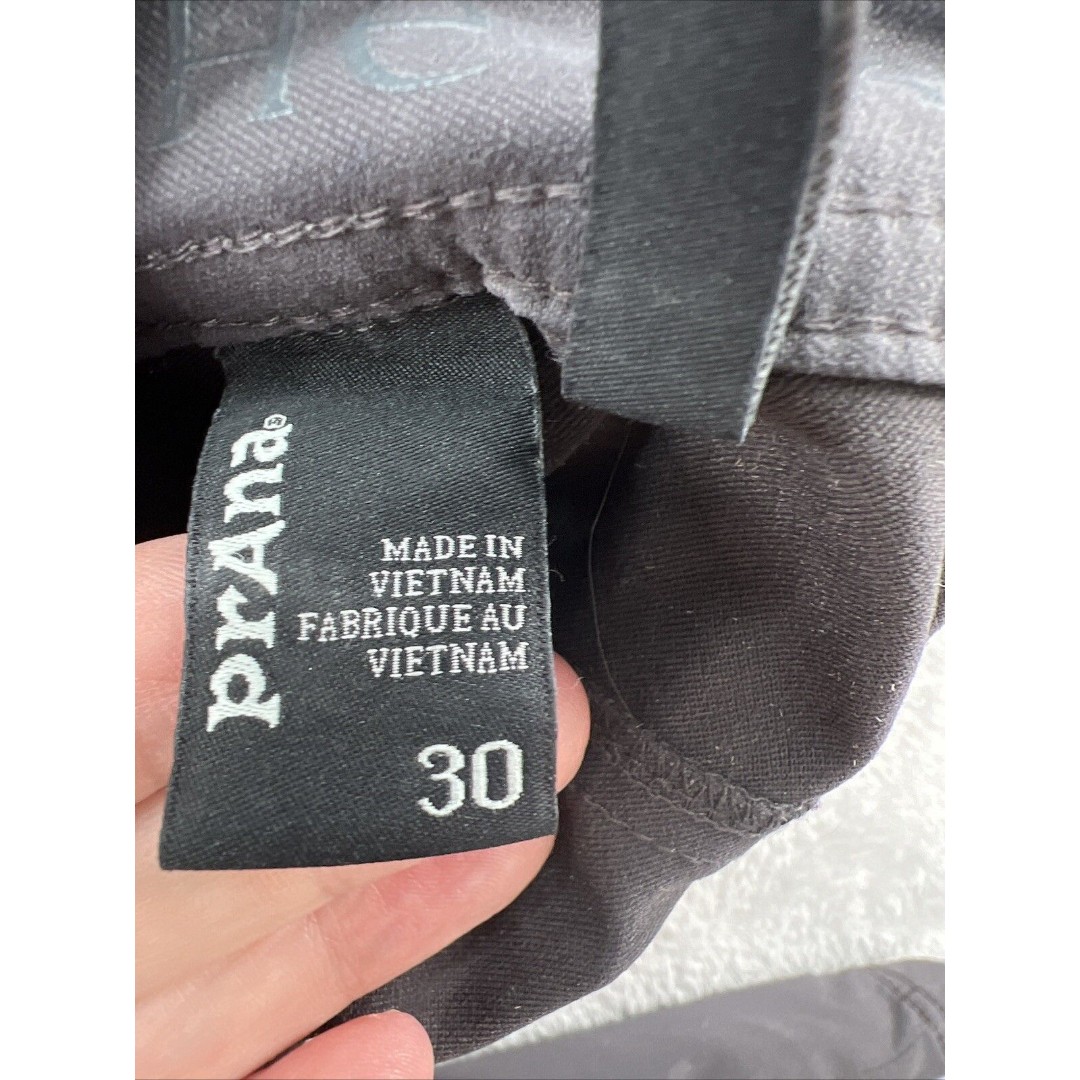 prAna®
MADE IN
VIETNAM
FABRIQUE AU
VIETNAM
30